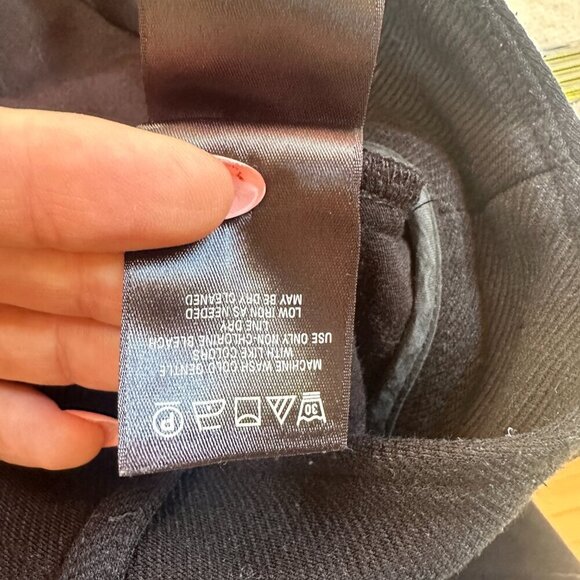 30 P
MACHINE WASH COLD GENTLE
WITH LIKE COLORS
USE ONLY NON-CHLORINE BLEACH
LINE DRY
LOW IRON AS NEEDED
MAY BE DRY CLEANED